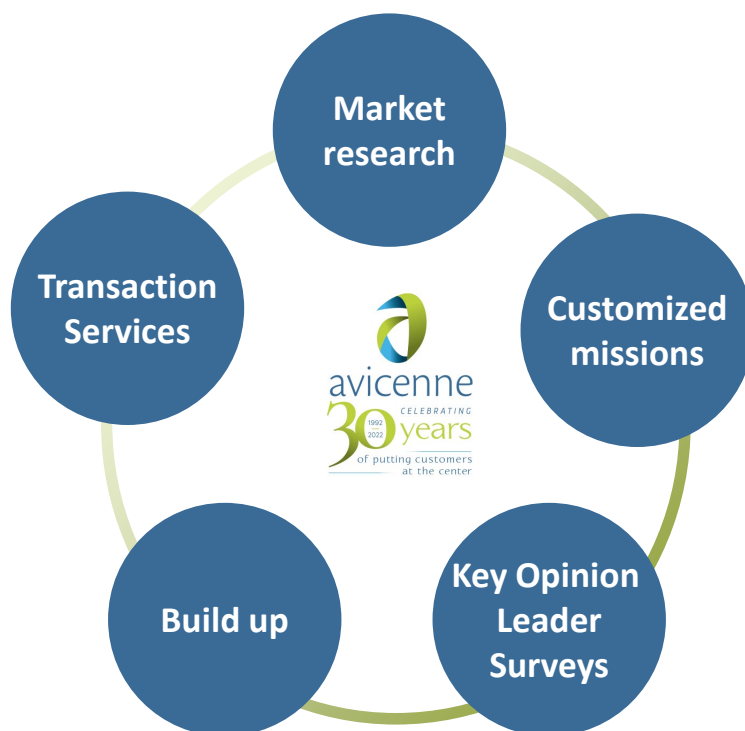 Market
research
Transaction
Services
Customized
missions
avicenne
CELEBRATING
30 years
1992
2022
of putting customers
at the center
Build up
Key Opinion
Leader
Surveys